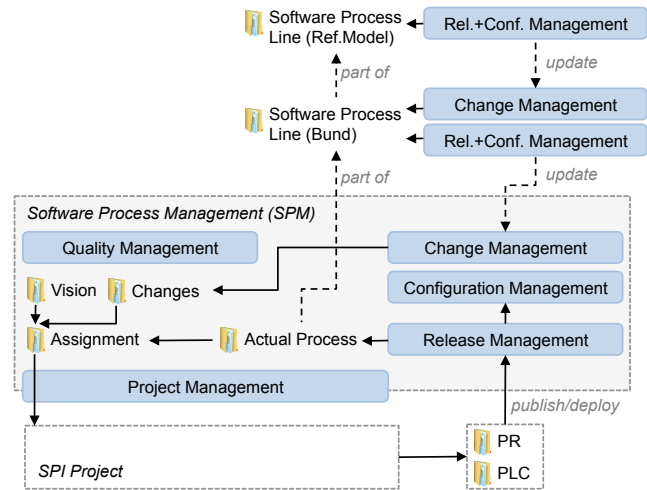 Software Process
Line (Ref.Model)
Rel.+Conf. Management
part of
update
Software Process
Line (Bund)
Change Management
Rel.+Conf. Management
part of
update
Software Process Management (SPM)
Quality Management
Change Management
Vision
Changes
Configuration Management
Assignment
Actual Process
Release Management
Project Management
publish/deploy
SPI Project
PR
PLC